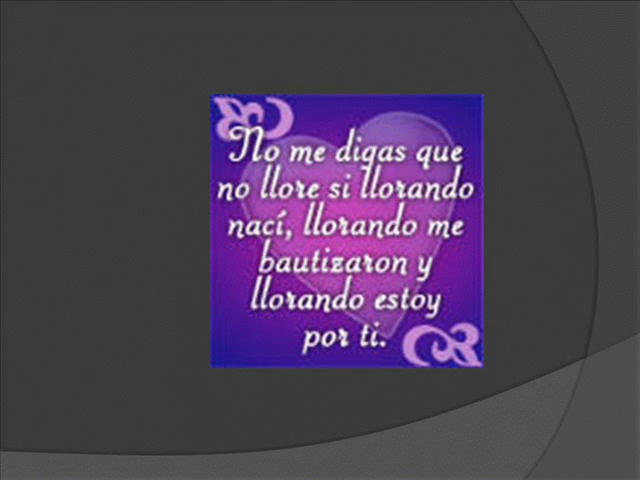 No me digas que
no llore si llorando
nací, llorando me
bautizaron y
llorando estoy
por ti.